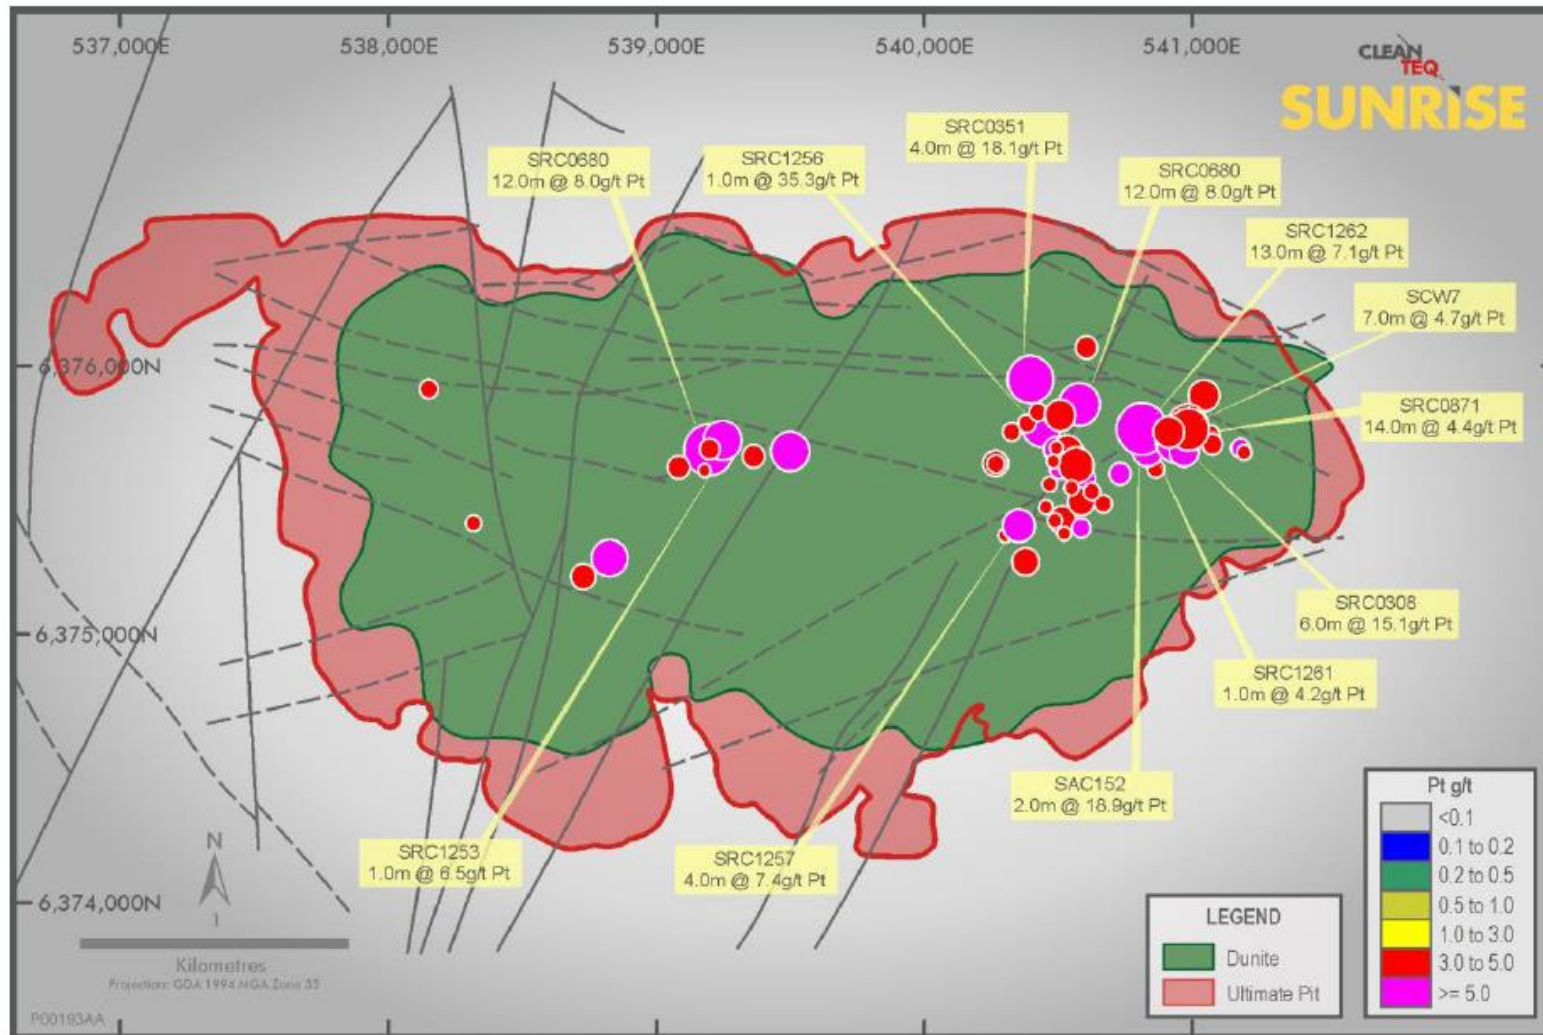 537,000E
538,000E
539,000E
540,000E
541,000E
CLEAN
TEQ
SUNRISE
SRC0351
4.0m @ 18.1g/t Pt
SRC0680
12.0m @ 8.0g/t Pt
SRC1256
1.0m @ 35.3g/t Pt
SRC0680
12.0m @ 8.0g/t Pt
SRC1262
13.0m @ 7.1g/t Pt
SCW7
7.0m @ 4.7g/t Pt
6,376,000N
SRC0871
14.0m @ 4.4g/t Pt
SRC0308
6.0m @ 15.1g/t Pt
6,375,000N
SRC1261
1.0m @ 4.2g/t Pt
SAC152
2.0m @ 18.9g/t Pt
SRC1253
1.0m @ 6.5g/t Pt
SRC1257
4.0m @ 7.4g/t Pt
6,374,000N
N
1
Kilometres
Projection: GDA 1994 MGA Zone 55
P00193AA
LEGEND
Dunite
Ultimate Pit
Pt g/t
<0.1
0.1 to 0.2
0.2 to 0.5
0.5 to 1.0
1.0 to 3.0
3.0 to 5.0
>= 5.0